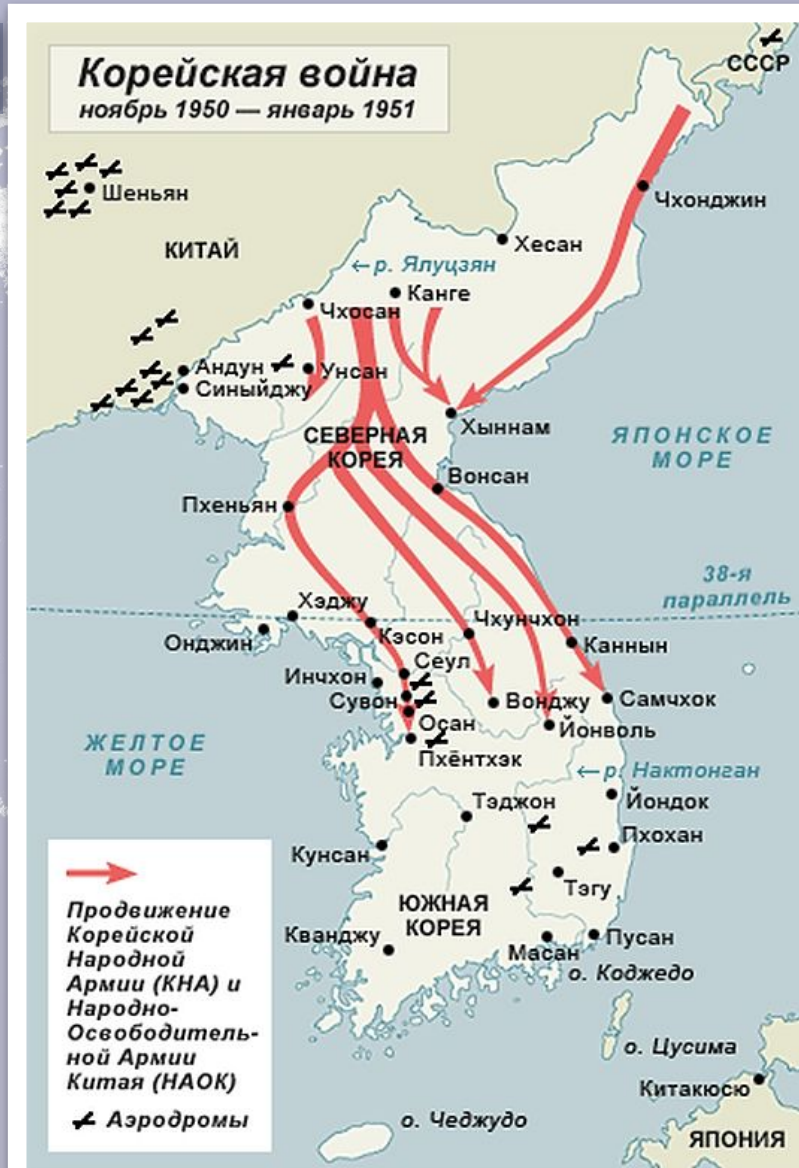 Корейская война
ноябрь 1950 — январь 1951
СССР
Шеньян
Чхонджин
КИТАЙ
Хесан
←р. Ялуцзян
Канге
Чхосан
Андун
Унсан
Синыйджу
Хыннам
СЕВЕРНАЯ
КОРЕЯ
ЯПОНСКОЕ
МОРЕ
Вонсан
Пхеньян
38-я
параллель
Хэджу
Чхунчхон
Кэсон
Онджин
Каннын
Сеул
Инчхон
Сувон
Вонджу
Самчхок
Осан
Йонволь
ЖЕЛТОЕ
МОРЕ
Пхёнтхэк
←р. Нактонган
Тэджон
Йондок
Пхохан
Кунсан
Тэгу
ЮЖНАЯ
КОРЕЯ
Кванджу
Масан
Пусан
о. Коджедо
о. Цусима
Китакюсю
о. Чеджудо
ЯПОНИЯ
Продвижение
Корейской
Народной
Армии (КНА) и
Народно-
Освободитель-
ной Армии
Китая (НАОК)
Аэродромы